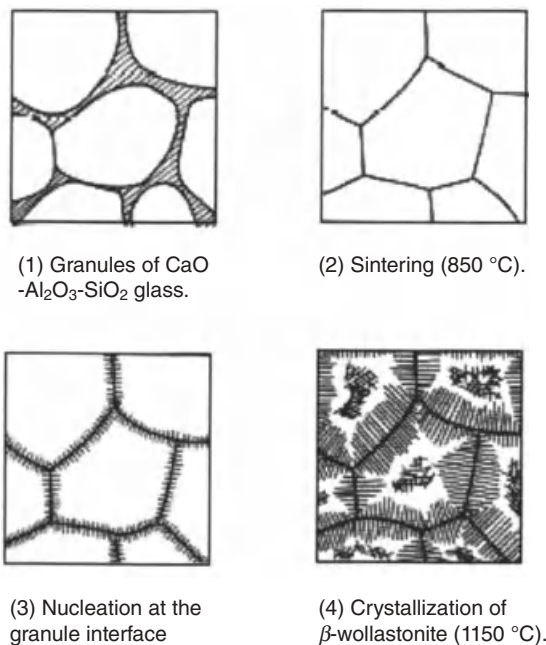 (1) Granules of CaO
-Al₂O₃-SiO₂ glass.
(2) Sintering (850 °C).
(3) Nucleation at the
granule interface
(4) Crystallization of
β-wollastonite (1150 °C).